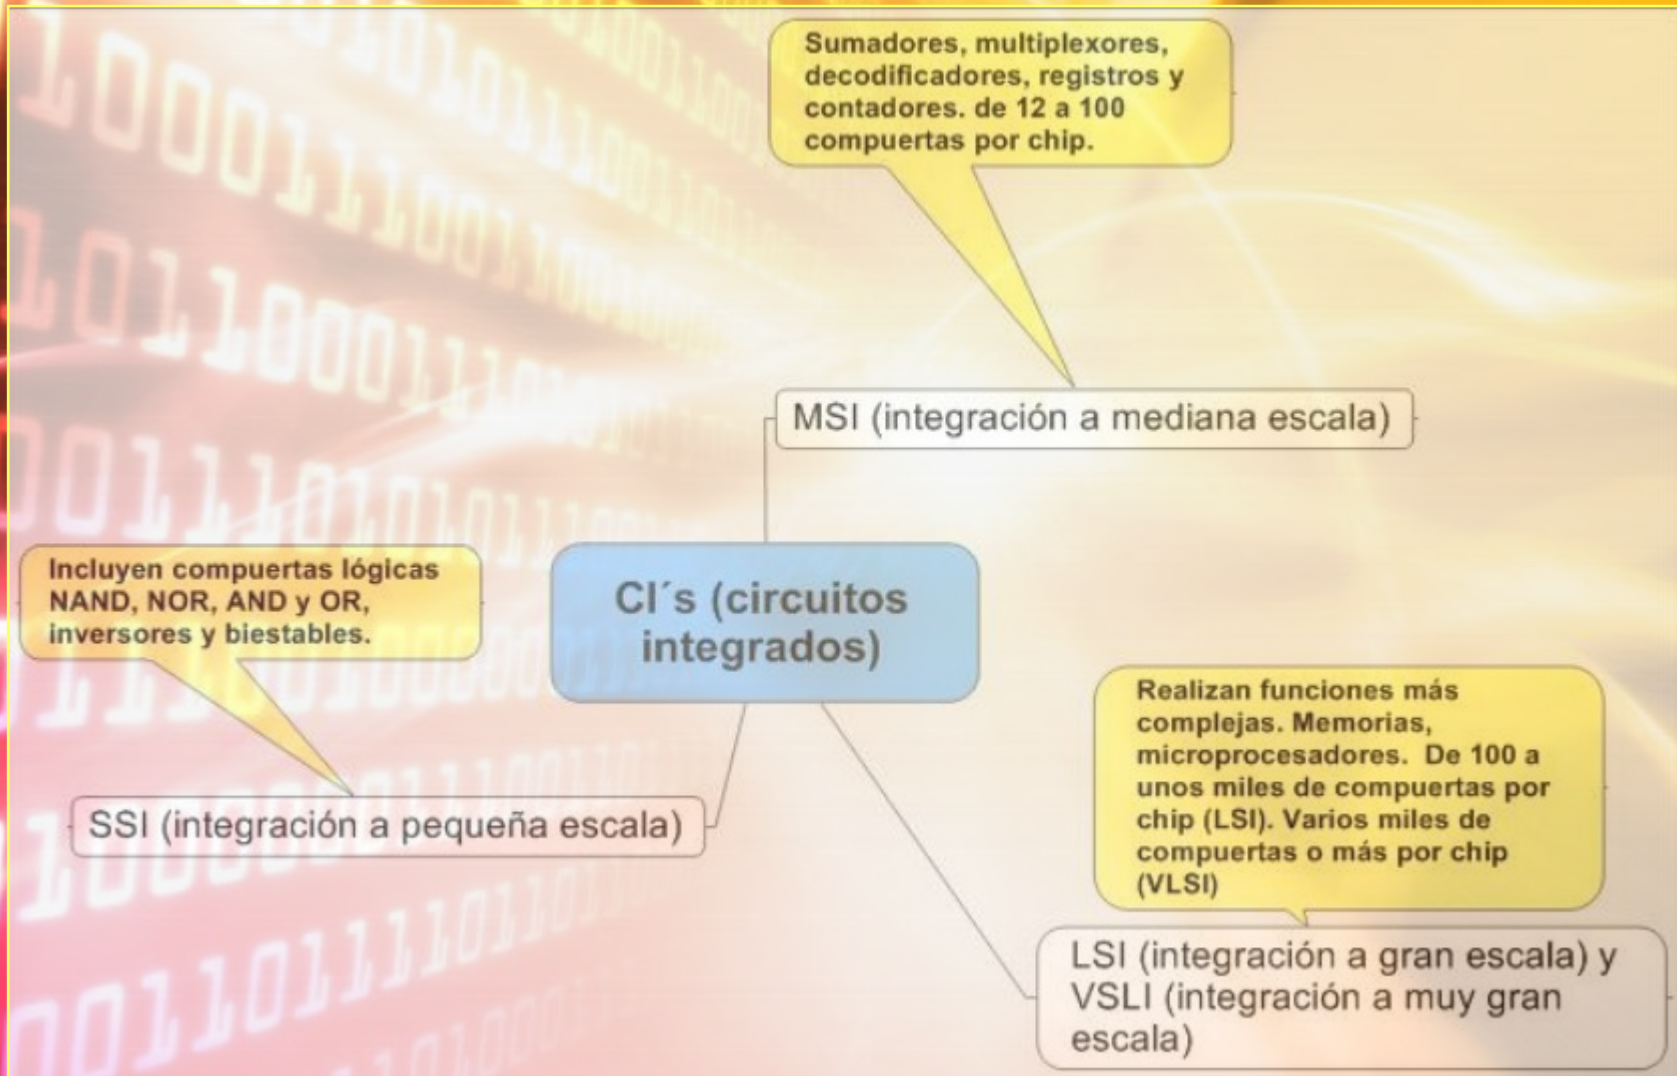 Sumadores, multiplexores,
decodificadores, registros y
contadores. de 12 a 100
compuertas por chip.
MSI (integración a mediana escala)
Incluyen compuertas lógicas
NAND, NOR, AND y OR,
inversores y biestables.
CI´s (circuitos
integrados)
SSI (integración a pequeña escala)
Realizan funciones más
complejas. Memorias,
microprocesadores. De 100 a
unos miles de compuertas por
chip (LSI). Varios miles de
compuertas o más por chip
(VLSI)
LSI (integración a gran escala) y
VSLI (integración a muy gran
escala)